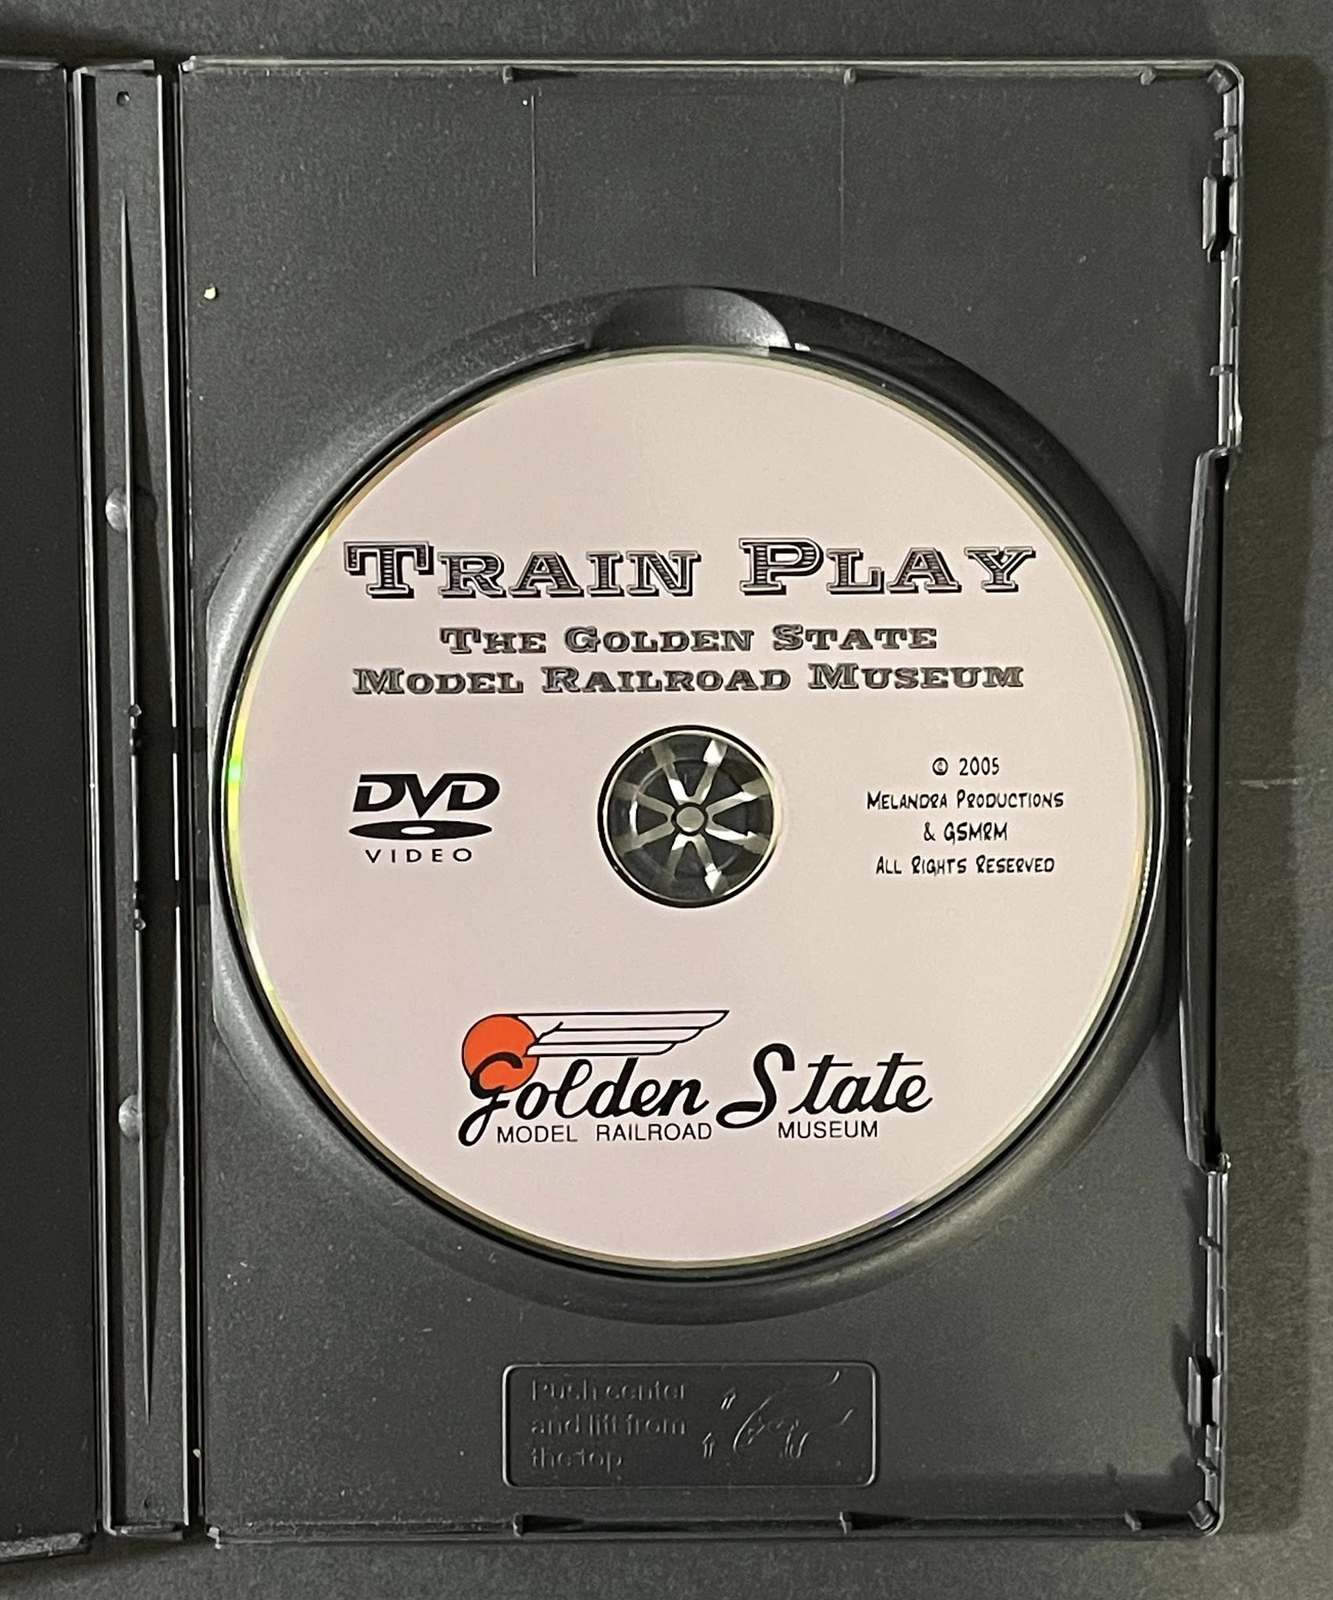 TRAIN PLAY
THE GOLDEN STATE
MODEL RAILROAD MUSEUM
DVD
VIDEO
© 2005
MELANDRA PRODUCTIONS
& GSMRM
ALL RIGHTS RESERVED
Golden State
MODEL RAILROAD MUSEUM
Push center
and lift from
the top